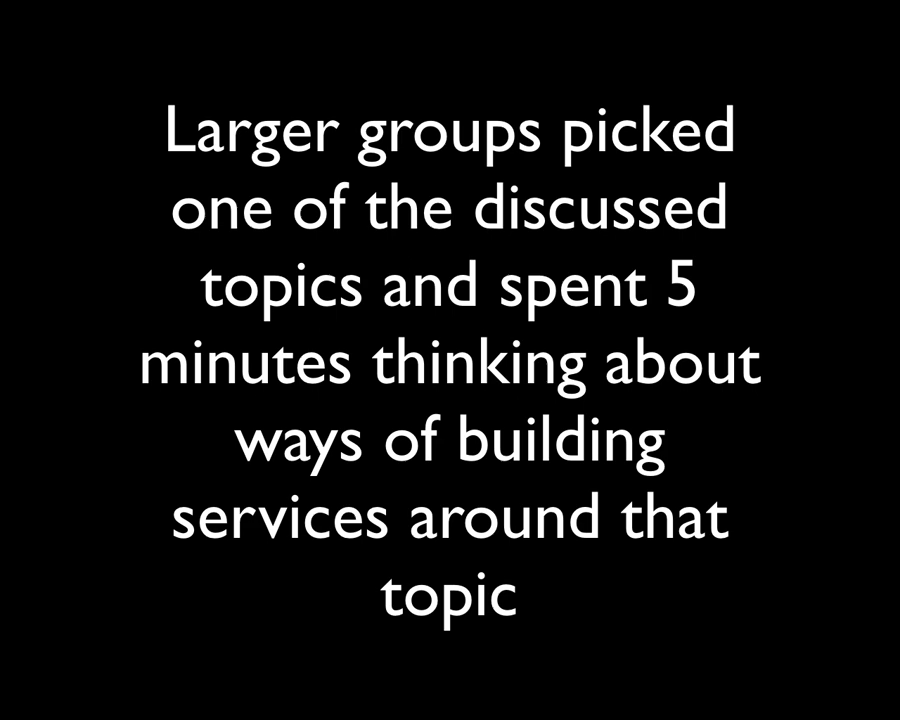 Larger groups picked
one of the discussed
topics and spent 5
minutes thinking about
ways of building
services around that
topic